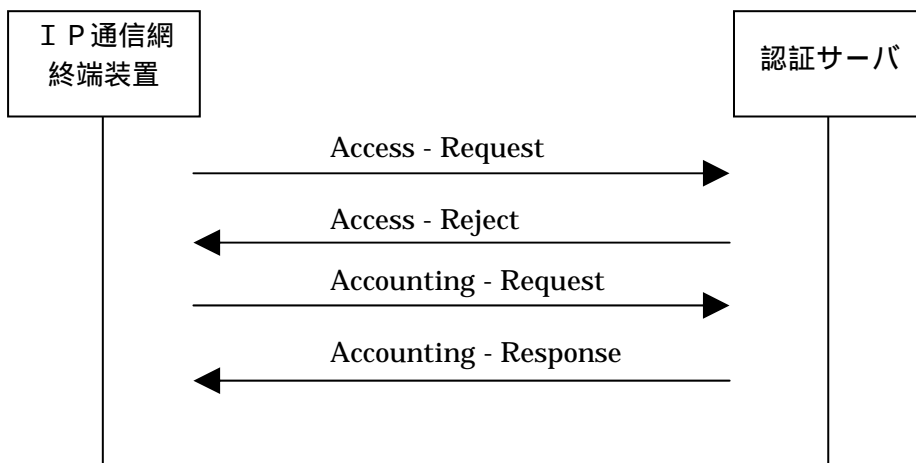 ＩＰ通信網
終端装置
認証サーバ
Access - Request
Access - Reject
Accounting - Request
Accounting - Response